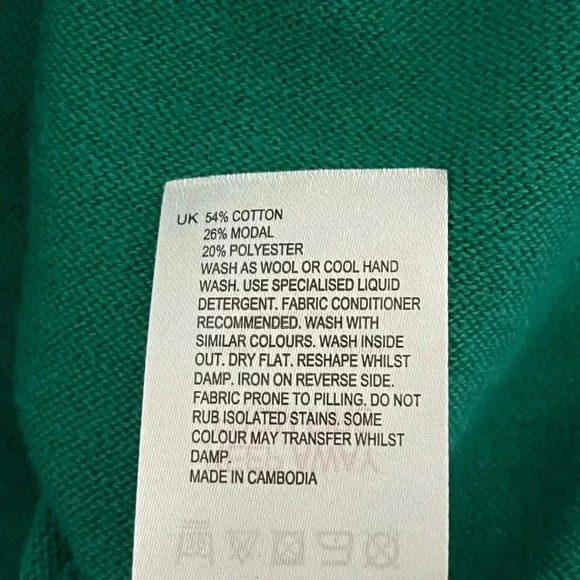 UK 54% COTTON
26% MODAL
20% POLYESTER
WASH AS WOOL OR COOL HAND
WASH. USE SPECIALISED LIQUID
DETERGENT. FABRIC CONDITIONER
RECOMMENDED. WASH WITH
SIMILAR COLOURS. WASH INSIDE
OUT. DRY FLAT. RESHAPE WHILST
DAMP. IRON ON REVERSE SIDE.
FABRIC PRONE TO PILLING. DO NOT
RUB ISOLATED STAINS. SOME
COLOUR MAY TRANSFER WHILST
DAMP.
KEEP AWAY
MADE IN CAMBODIA